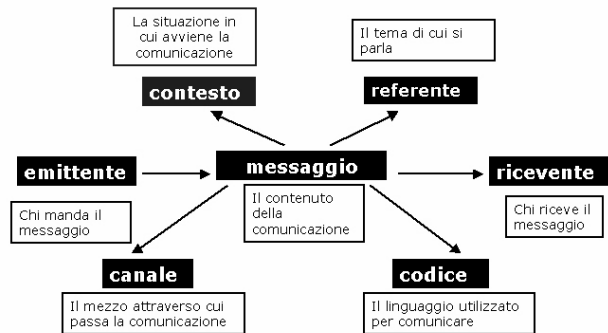 La situazione in
cui avviene la
comunicazione
Il tema di cui si
parla
contesto
referente
emittente
messaggio
ricevente
Chi manda il
messaggio
Il contenuto
della
comunicazione
Chi riceve il
messaggio
canale
codice
Il mezzo attraverso cui
passa la comunicazione
Il linguaggio utilizzato
per comunicare